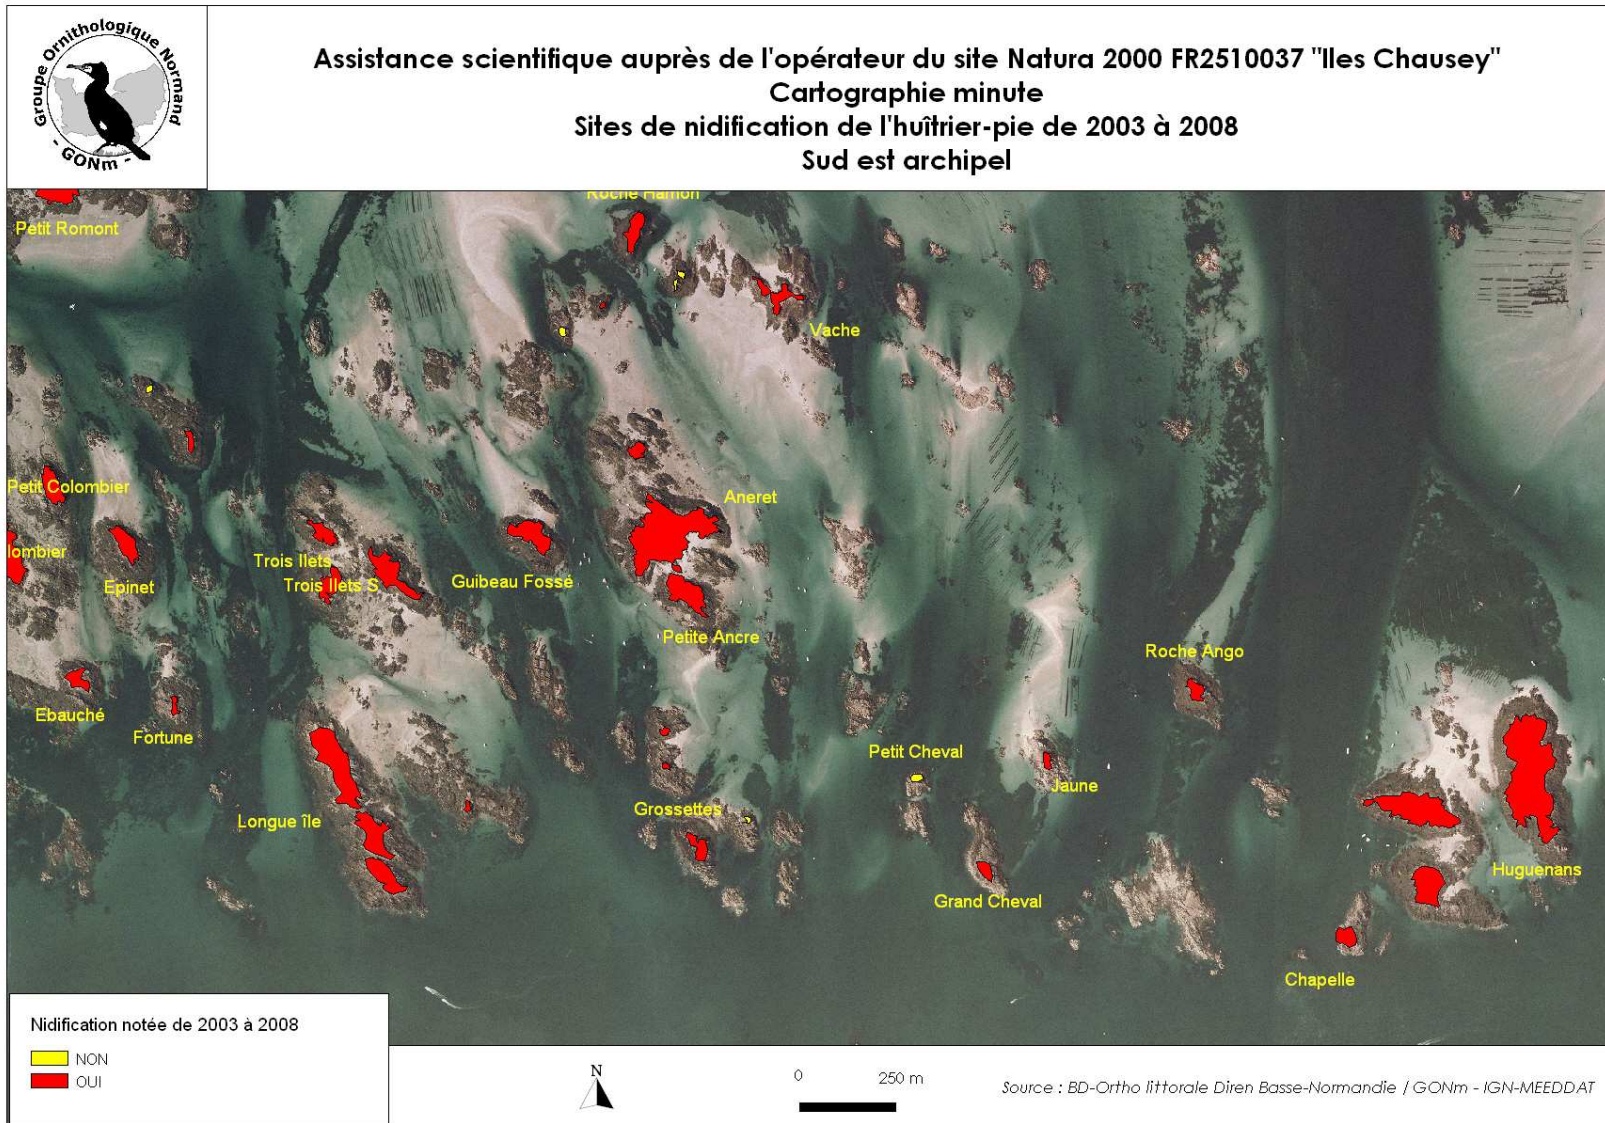 Groupe Ornithologique Normand
- GONm -
Assistance scientifique auprès de l'opérateur du site Natura 2000 FR2510037 "Iles Chausey"
Cartographie minute
Sites de nidification de l'huîtrier-pie de 2003 à 2008
Sud est archipel
Roche Hamon
Petit Romont
Vache
Petit Colombier
Aneret
lombier
Trois Ilets
Epinet
Trois Ilets S
Guibeau Fossé
Petite Ancre
Roche Ango
Ebauché
Fortune
Petit Cheval
Jaune
Grossettes
Longue île
Huguenans
Grand Cheval
Chapelle
Nidification notée de 2003 à 2008
NON
OUI
N
0 250 m
Source : BD-Ortho littorale Diren Basse-Normandie / GONm - IGN-MEEDDAT